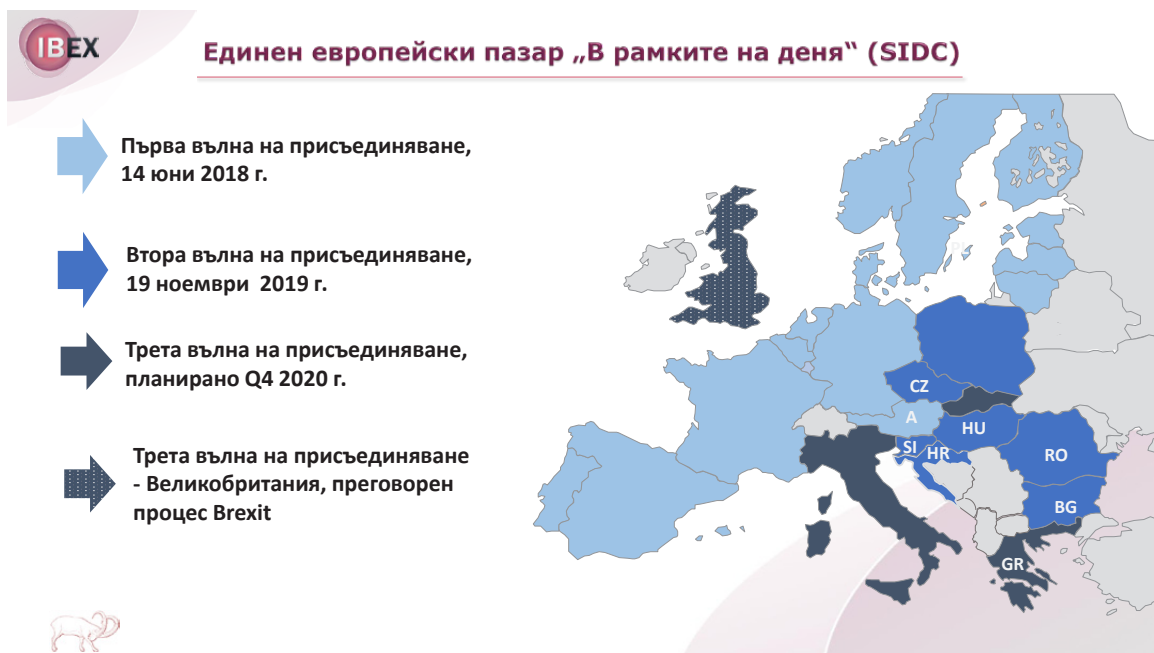 IBEX
Единен европейски пазар „В рамките на деня“ (SIDC)
Първа вълна на присъединяване,
14 юни 2018 г.
Втора вълна на присъединяване,
19 ноември 2019 г.
Трета вълна на присъединяване,
планирано Q4 2020 г.
Трета вълна на присъединяване
- Великобритания, преговорен
процес Brexit
PL
CZ
A
HU
SI
HR
RO
BG
GR